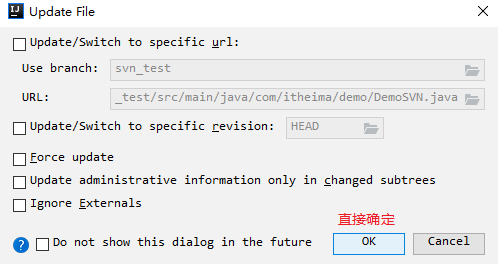 Update File
Update/Switch to specific url:
Use branch: svn_test
URL: _test/src/main/java/com/itheima/demo/DemoSVN.java
Update/Switch to specific revision: HEAD
Force update
Update administrative information only in changed subtrees
Ignore Externals
直接确定
Do not show this dialog in the future OK Cancel